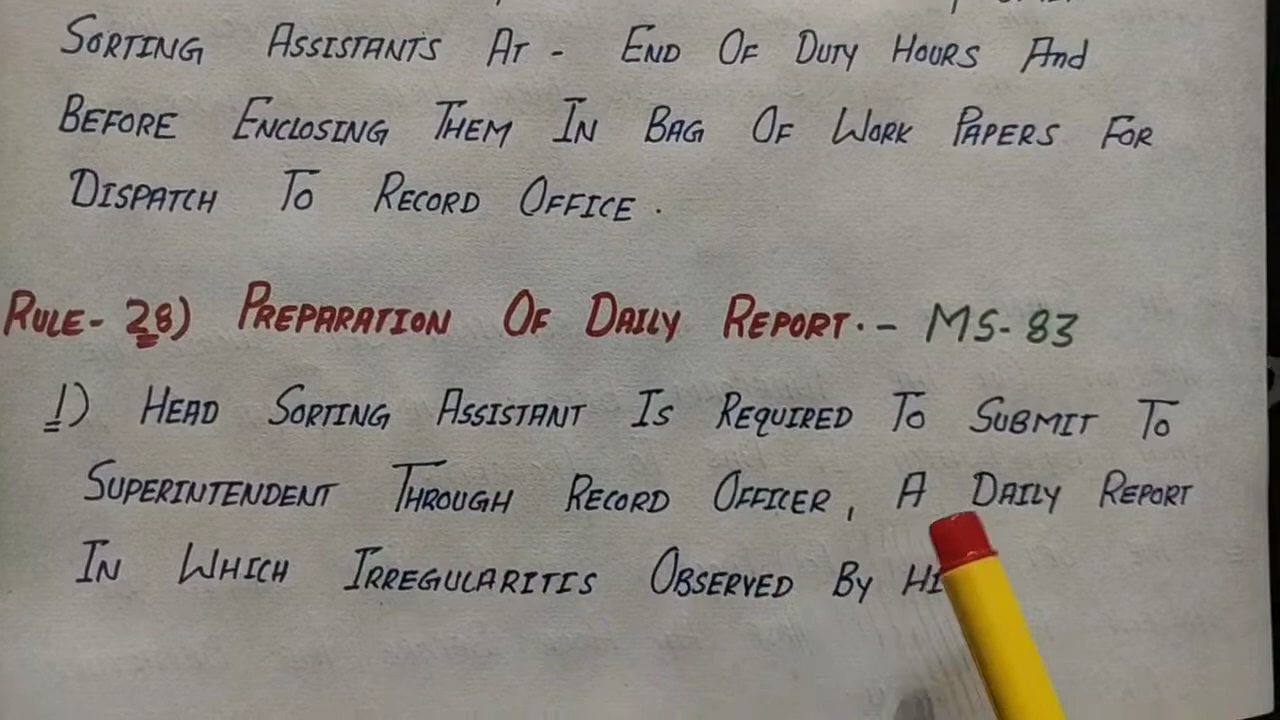 SORTING ASSISTANTS AT - END OF DUTY HOURS And
BEFORE ENCLOSING THEM IN BAG OF WORK PAPERS FOR
DISPATCH TO RECORD OFFICE.
RULE- 28) PREPARATION OF DAILY REPORT.- MS-83
1) HEAD SORTING ASSISTANT IS REQUIRED TO SUBMIT TO
SUPERINTENDENT THROUGH RECORD OFFICER, A DAILY REPORT
IN WHICH IRREGULARITIS OBSERVED BY